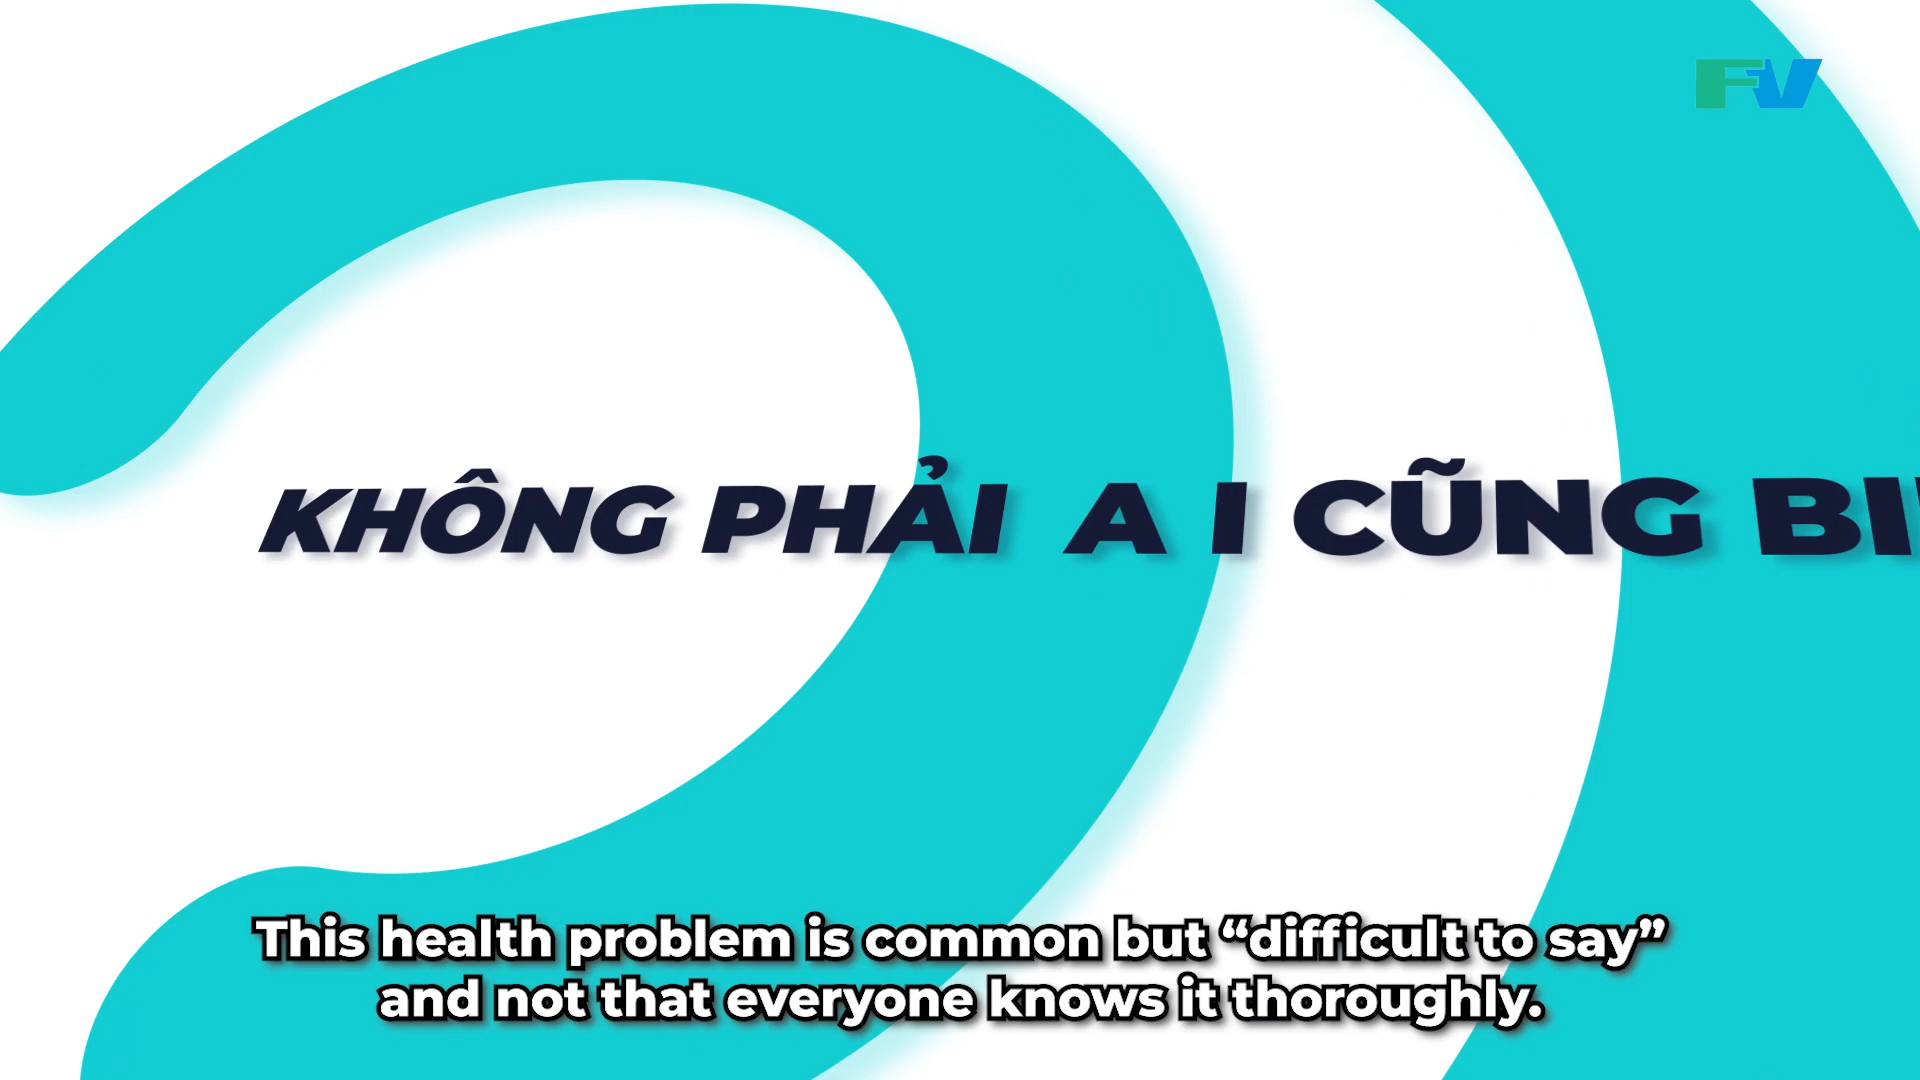 FV
KHÔNG PHẢI A I CŨNG
This health problem is common but “difficult to say”
and not that everyone knows it thoroughly.